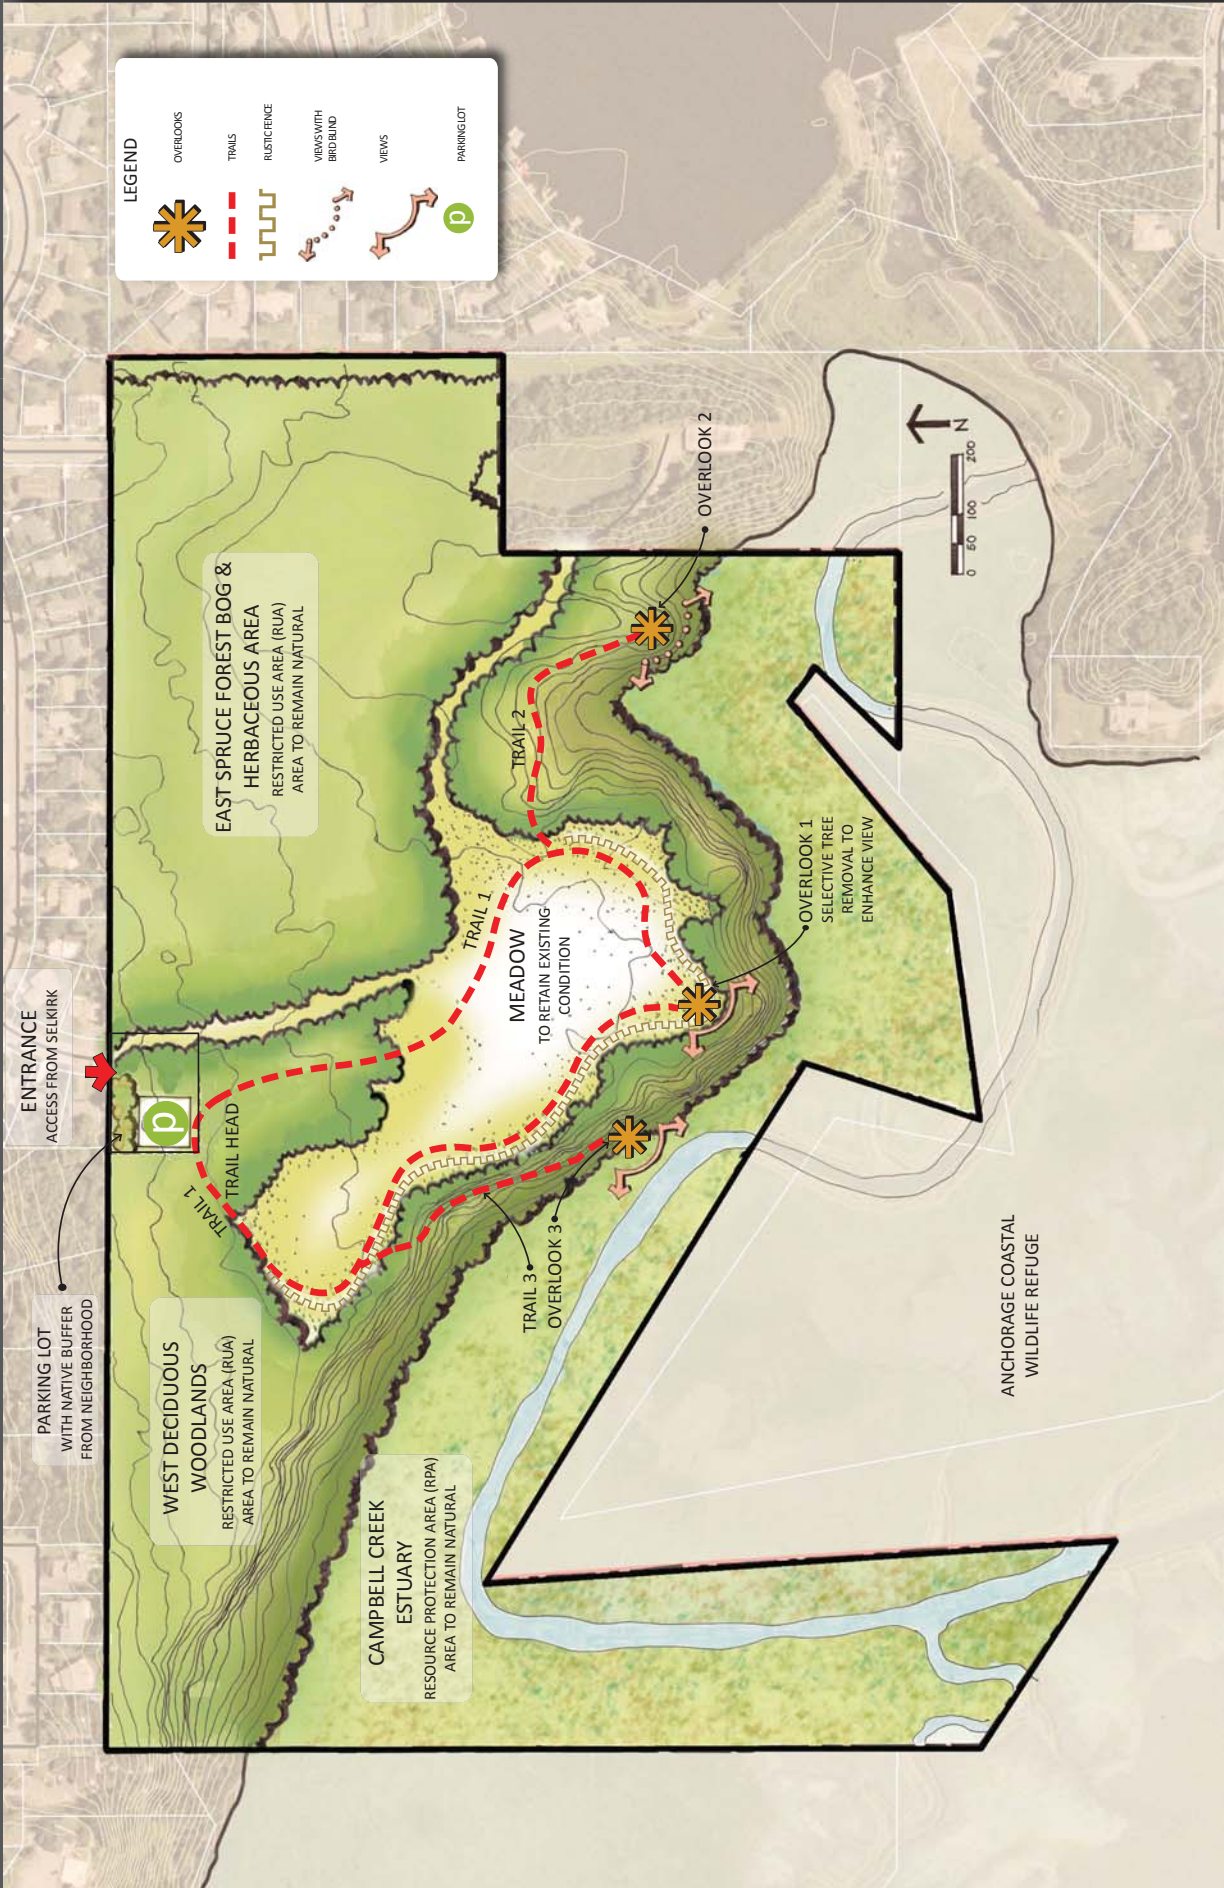 LEGEND
OVERLOOKS
TRAILS
RUSTIC FENCE
VIEWS WITH
BIRD BLIND
VIEWS
PARKING LOT
p
ENTRANCE
ACCESS FROM SELKIRK
PARKING LOT
WITH NATIVE BUFFER
FROM NEIGHBORHOOD
p
TRAIL HEAD
TRAIL 1
WEST DECIDUOUS
WOODLANDS
RESTRICTED USE AREA (RUA)
AREA TO REMAIN NATURAL
EAST SPRUCE FOREST BOG &
HERBACEOUS AREA
RESTRICTED USE AREA (RUA)
AREA TO REMAIN NATURAL
TRAIL 1
MEADOW
TO RETAIN EXISTING
CONDITION
TRAIL 2
OVERLOOK 2
OVERLOOK 1
SELECTIVE TREE
REMOVAL TO
ENHANCE VIEW
TRAIL 3
OVERLOOK 3
CAMPBELL CREEK
ESTUARY
RESOURCE PROTECTION AREA (RPA)
AREA TO REMAIN NATURAL
ANCHORAGE COASTAL
WILDLIFE REFUGE
N
0 50 100 200